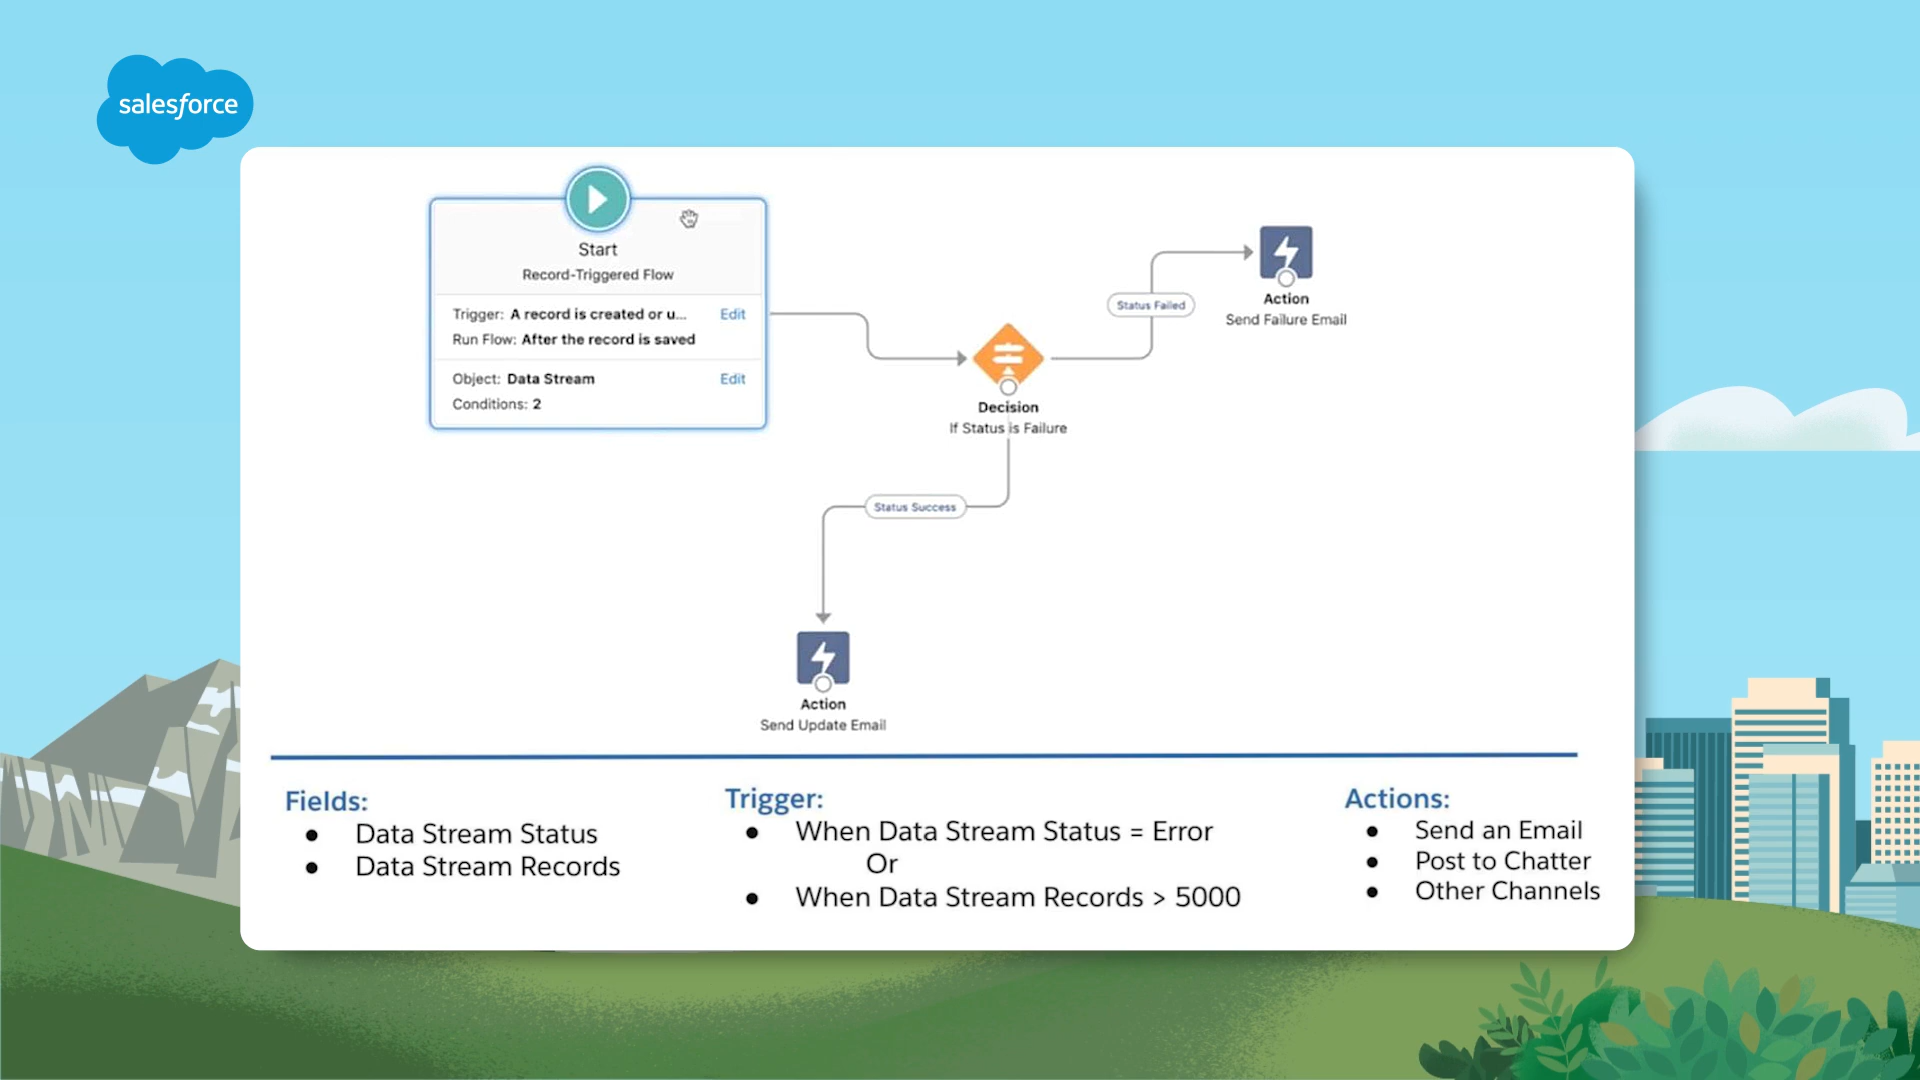 salesforce
Start
Record-Triggered Flow
Trigger: A record is created or u... Edit
Run Flow: After the record is saved
Object: Data Stream Edit
Conditions: 2
Decision
If Status is Failure
Status Failed
Action
Send Failure Email
Status Success
Action
Send Update Email
Fields:
● Data Stream Status
● Data Stream Records
Trigger:
● When Data Stream Status = Error
Or
● When Data Stream Records > 5000
Actions:
● Send an Email
● Post to Chatter
● Other Channels